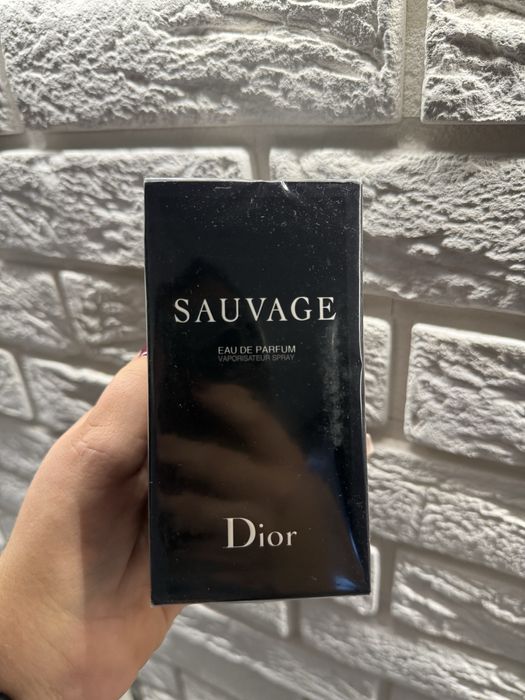 SAUVAGE
EAU DE PARFUM
VAPORISATEUR SPRAY
Dior